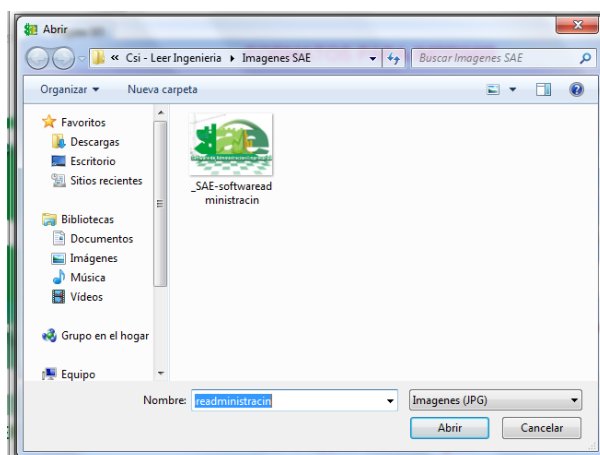 Abrir
« Csi - Leer Ingenieria ▸ Imagenes SAE
Buscar Imagenes SAE
Organizar
Nueva carpeta
Favoritos
Descargas
Escritorio
Sitios recientes
Bibliotecas
Documentos
Imágenes
Música
Vídeos
Grupo en el hogar
Equipo
_SAE-softwaread
ministracin
Nombre: readministracin
Imagenes (JPG)
Abrir
Cancelar